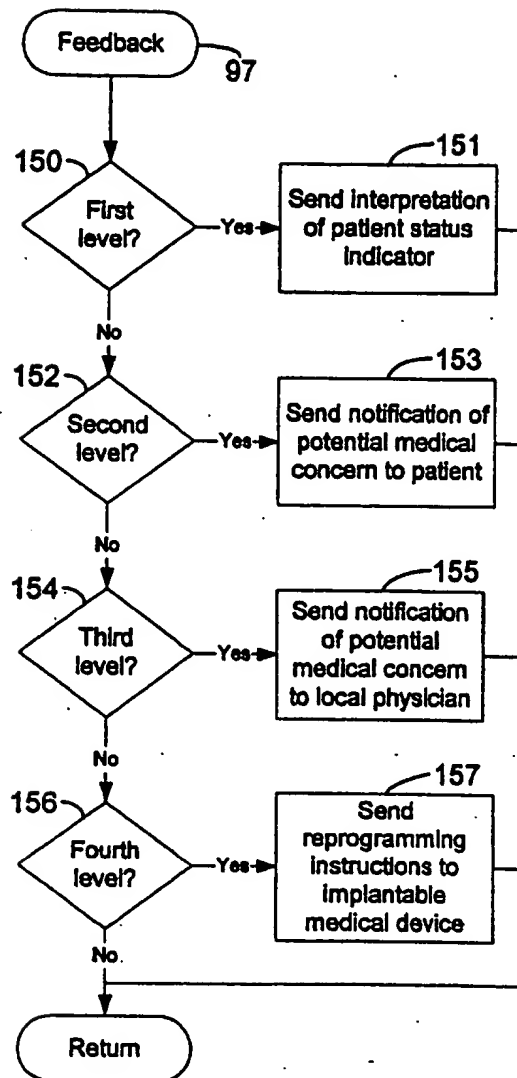 Feedback
97
150
151
First
level?
Yes
Send interpretation
of patient status
indicator
No
152
153
Second
level?
Yes
Send notification of
potential medical
concern to patient
No
154
155
Third
level?
Yes
Send notification
of potential
medical concern
to local physician
No
156
157
Fourth
level?
Yes
Send
reprogramming
instructions to
implantable
medical device
No
Return